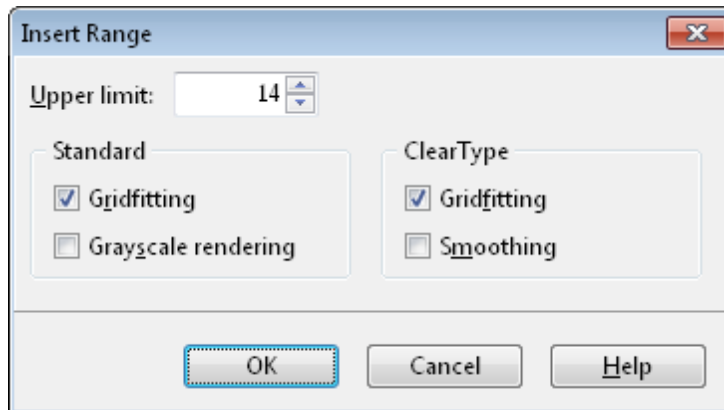 Insert Range
Upper limit: 14
Standard
Gridfitting
Grayscale rendering
ClearType
Gridfitting
Smoothing
OK Cancel Help